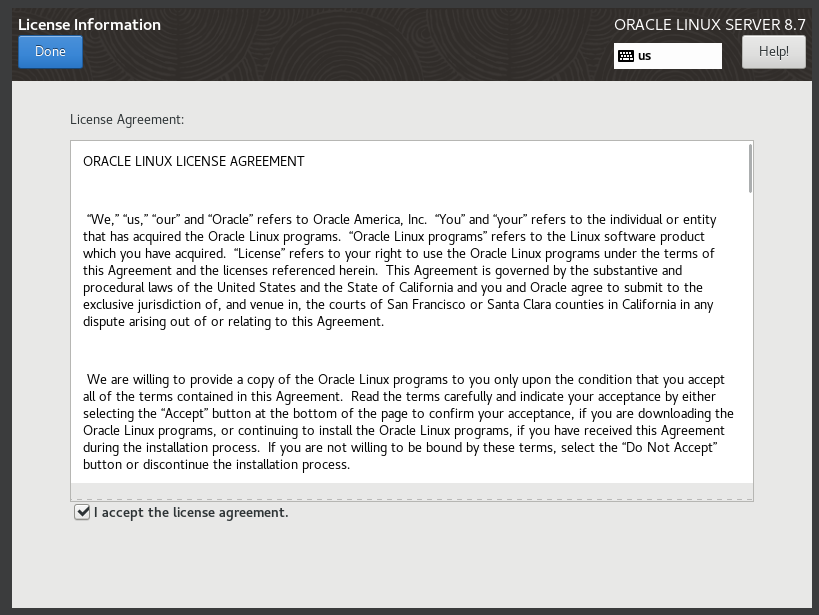 License Information
ORACLE LINUX SERVER 8.7
Done
us
Help!
License Agreement:
ORACLE LINUX LICENSE AGREEMENT
“We,” “us,” “our” and “Oracle” refers to Oracle America, Inc.  “You” and “your” refers to the individual or entity
that has acquired the Oracle Linux programs.  “Oracle Linux programs” refers to the Linux software product
which you have acquired.  “License” refers to your right to use the Oracle Linux programs under the terms of
this Agreement and the licenses referenced herein.  This Agreement is governed by the substantive and
procedural laws of the United States and the State of California and you and Oracle agree to submit to the
exclusive jurisdiction of, and venue in, the courts of San Francisco or Santa Clara counties in California in any
dispute arising out of or relating to this Agreement.
We are willing to provide a copy of the Oracle Linux programs to you only upon the condition that you accept
all of the terms contained in this Agreement.  Read the terms carefully and indicate your acceptance by either
selecting the “Accept” button at the bottom of the page to confirm your acceptance, if you are downloading the
Oracle Linux programs, or continuing to install the Oracle Linux programs, if you have received this Agreement
during the installation process.  If you are not willing to be bound by these terms, select the “Do Not Accept”
button or discontinue the installation process.
I accept the license agreement.